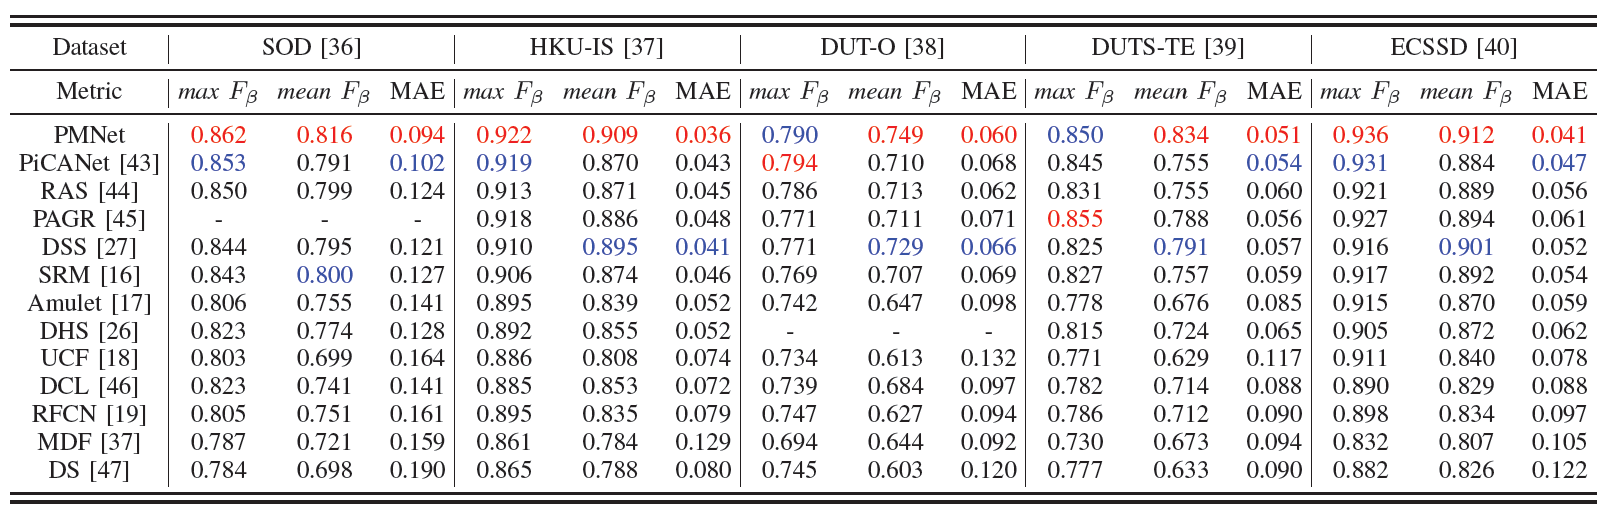 Dataset SOD [36] HKU-IS [37] DUT-O [38] DUTS-TE [39] ECSSD [40]
Metric max Fβ mean Fβ MAE max Fβ mean Fβ MAE max Fβ mean Fβ MAE max Fβ mean Fβ MAE max Fβ mean Fβ MAE
PMNet 0.862 0.816 0.094 0.922 0.909 0.036 0.790 0.749 0.060 0.850 0.834 0.051 0.936 0.912 0.041
PiCANet [43] 0.853 0.791 0.102 0.919 0.870 0.043 0.794 0.710 0.068 0.845 0.755 0.054 0.931 0.884 0.047
RAS [44] 0.850 0.799 0.124 0.913 0.871 0.045 0.786 0.713 0.062 0.831 0.755 0.060 0.921 0.889 0.056
PAGR [45] - - - 0.918 0.886 0.048 0.771 0.711 0.071 0.855 0.788 0.056 0.927 0.894 0.061
DSS [27] 0.844 0.795 0.121 0.910 0.895 0.041 0.771 0.729 0.066 0.825 0.791 0.057 0.916 0.901 0.052
SRM [16] 0.843 0.800 0.127 0.906 0.874 0.046 0.769 0.707 0.069 0.827 0.757 0.059 0.917 0.892 0.054
Amulet [17] 0.806 0.755 0.141 0.895 0.839 0.052 0.742 0.647 0.098 0.778 0.676 0.085 0.915 0.870 0.059
DHS [26] 0.823 0.774 0.128 0.892 0.855 0.052 - - - 0.815 0.724 0.065 0.905 0.872 0.062
UCF [18] 0.803 0.699 0.164 0.886 0.808 0.074 0.734 0.613 0.132 0.771 0.629 0.117 0.911 0.840 0.078
DCL [46] 0.823 0.741 0.141 0.885 0.853 0.072 0.739 0.684 0.097 0.782 0.714 0.088 0.890 0.829 0.088
RFCN [19] 0.805 0.751 0.161 0.895 0.835 0.079 0.747 0.627 0.094 0.786 0.712 0.090 0.898 0.834 0.097
MDF [37] 0.787 0.721 0.159 0.861 0.784 0.129 0.694 0.644 0.092 0.730 0.673 0.094 0.832 0.807 0.105
DS [47] 0.784 0.698 0.190 0.865 0.788 0.080 0.745 0.603 0.120 0.777 0.633 0.090 0.882 0.826 0.122